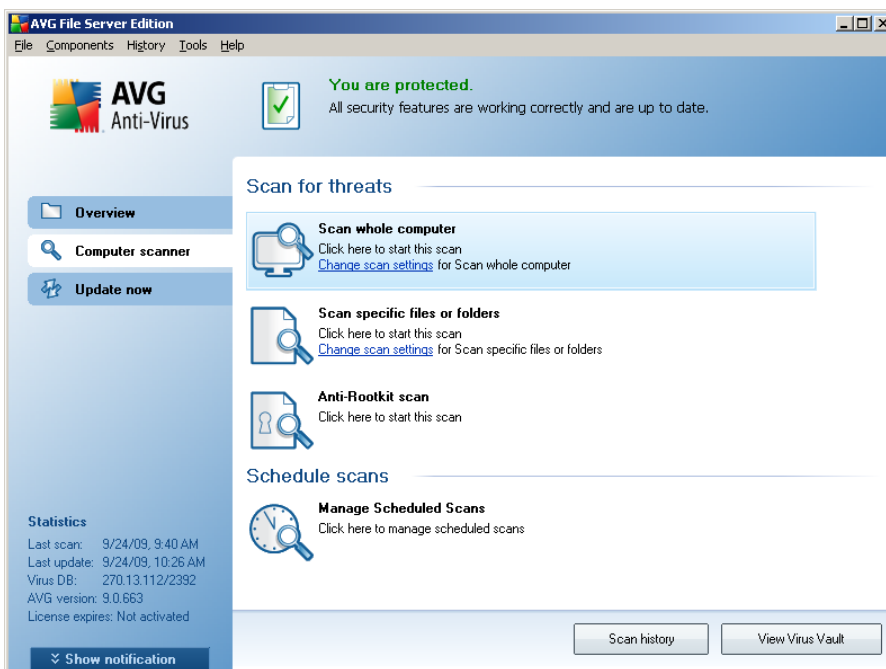 AVG File Server Edition
File Components History Tools Help
AVG
Anti-Virus
You are protected.
All security features are working correctly and are up to date.
Overview
Computer scanner
Update now
Scan for threats
Scan whole computer
Click here to start this scan
Change scan settings for Scan whole computer
Scan specific files or folders
Click here to start this scan
Change scan settings for Scan specific files or folders
Anti-Rootkit scan
Click here to start this scan
Schedule scans
Manage Scheduled Scans
Click here to manage scheduled scans
Statistics
Last scan: 9/24/09, 9:40 AM
Last update: 9/24/09, 10:26 AM
Virus DB: 270.13.112/2392
AVG version: 9.0.663
License expires: Not activated
Show notification
Scan history
View Virus Vault